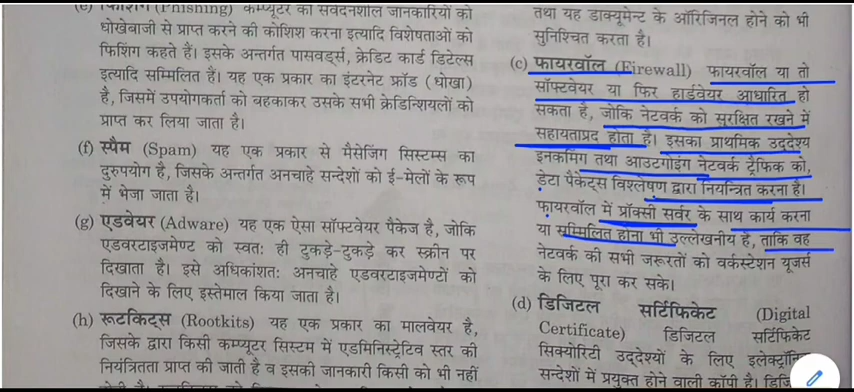 (e) फिशिंग (Phishing) कम्प्यूटर की संवेदनशील जानकारियों को
धोखेबाजी से प्राप्त करने की कोशिश करना इत्यादि विशेषताओं को
फिशिंग कहते हैं। इसके अन्तर्गत पासवर्ड्स, क्रेडिट कार्ड डिटेल्स
इत्यादि सम्मिलित हैं। यह एक प्रकार का इंटरनेट फ्रॉड (धोखा)
है, जिसमें उपयोगकर्ता को बहकाकर उसके सभी क्रेडिन्शियलों को
प्राप्त कर लिया जाता है।
(f) स्पैम (Spam) यह एक प्रकार से मैसेजिंग सिस्टम्स का
दुरुपयोग है, जिसके अन्तर्गत अनचाहे सन्देशों को ई-मेलों के रूप
में भेजा जाता है।
(g) एडवेयर (Adware) यह एक ऐसा सॉफ्टवेयर पैकेज है, जोकि
एडवरटाइजमेण्ट को स्वतः ही टुकड़े-टुकड़े कर स्क्रीन पर
दिखाता है। इसे अधिकांशतः अनचाहे एडवरटाइजमेण्टों को
दिखाने के लिए इस्तेमाल किया जाता है।
(h) रूटकिट्स (Rootkits) यह एक प्रकार का मालवेयर है,
जिसके द्वारा किसी कम्प्यूटर सिस्टम में एडमिनिस्ट्रेटिव स्तर की
नियंत्रितता प्राप्त की जाती है व इसकी जानकारी किसी को भी नहीं
तथा यह डाक्यूमेन्ट के ऑरिजिनल होने को भी
सुनिश्चित करता है।
(c) फायरवॉल (Firewall) फायरवॉल या तो
सॉफ्टवेयर या फिर हार्डवेयर आधारित हो
सकता है, जोकि नेटवर्क को सुरक्षित रखने में
सहायताप्रद होता है। इसका प्राथमिक उद्देश्य
इनकमिंग तथा आउटगोइंग नेटवर्क ट्रैफिक को,
डेटा पैकेट्स विश्लेषण द्वारा नियन्त्रित करना है।
फायरवॉल में प्रॉक्सी सर्वर के साथ कार्य करना
या सम्मिलित होना भी उल्लेखनीय है, ताकि वह
नेटवर्क की सभी जरूरतों को वर्कस्टेशन यूजर्स
के लिए पूरा कर सके।
(d) डिजिटल सर्टिफिकेट (Digital
Certificate) डिजिटल सर्टिफिकेट
सिक्योरिटी उद्देश्यों के लिए इलेक्ट्रॉनिक
सन्देशों में प्रयुक्त होने वाली कॉपी है।